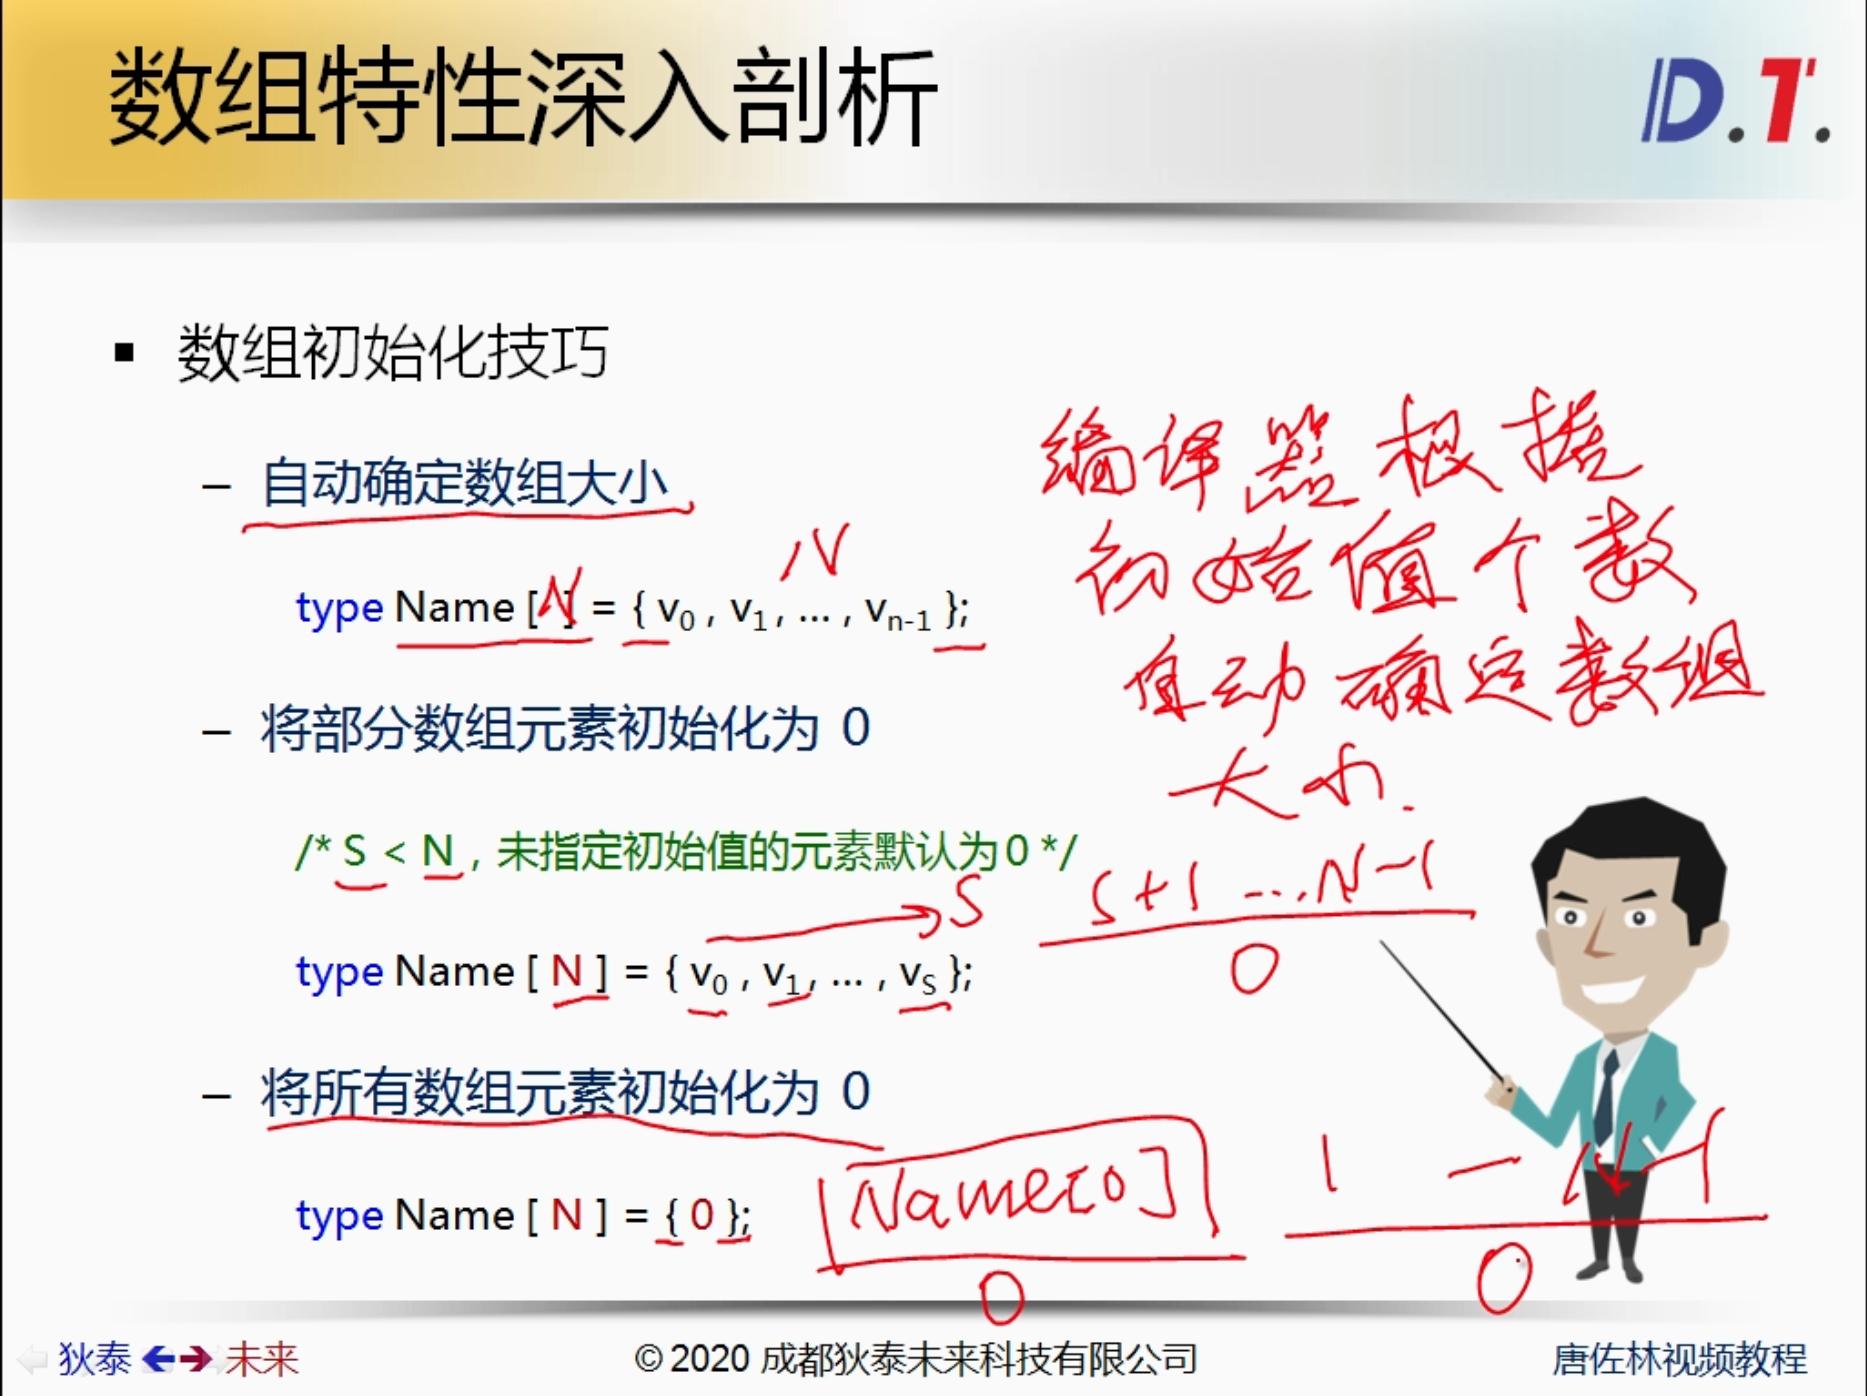 数组特性深入剖析
D.T.
▪ 数组初始化技巧
– 自动确定数组大小
N
type Name [N] = { v0 , v1, ... , vn-1 };
编译器根据
初始值个数
自动确定数组
大小.
– 将部分数组元素初始化为 0
/* S < N , 未指定初始值的元素默认为 0 */
S
S+1 ... N-1
0
type Name [ N ] = { v0 , v1, ... , vS };
– 将所有数组元素初始化为 0
type Name [ N ] = { 0 };
Name[0]
0
1 - N-1
0
狄泰 未来
© 2020 成都狄泰未来科技有限公司
唐佐林视频教程